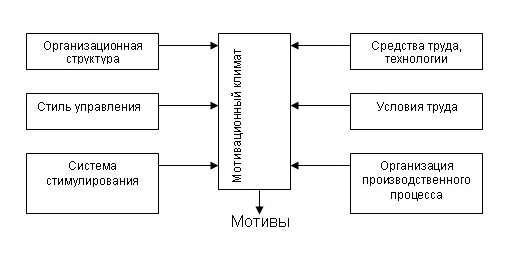 Организационная
структура
Стиль управления
Система
стимулирования
Мотивационный климат
Средства труда,
технологии
Условия труда
Организация
производственного
процесса
Мотивы